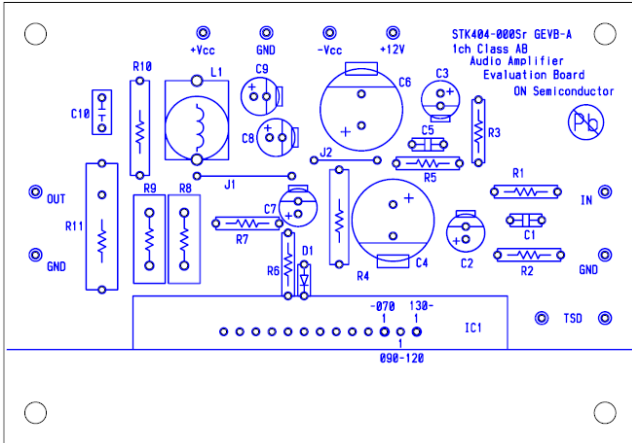 STK404-000Sr GEVB-A
1ch Class AB
Audio Amplifier
Evaluation Board
ON Semiconductor
+Vcc
GND
-Vcc
+12V
R10
L1
C9
C6
C3
C10
C8
C5
R3
Pb
J2
R5
J1
R1
OUT
R9
R8
IN
R11
C7
R7
C1
D1
R6
R4
C4
C2
R2
GND
GND
-070
130-
1
1
IC1
TSD
1
090-120